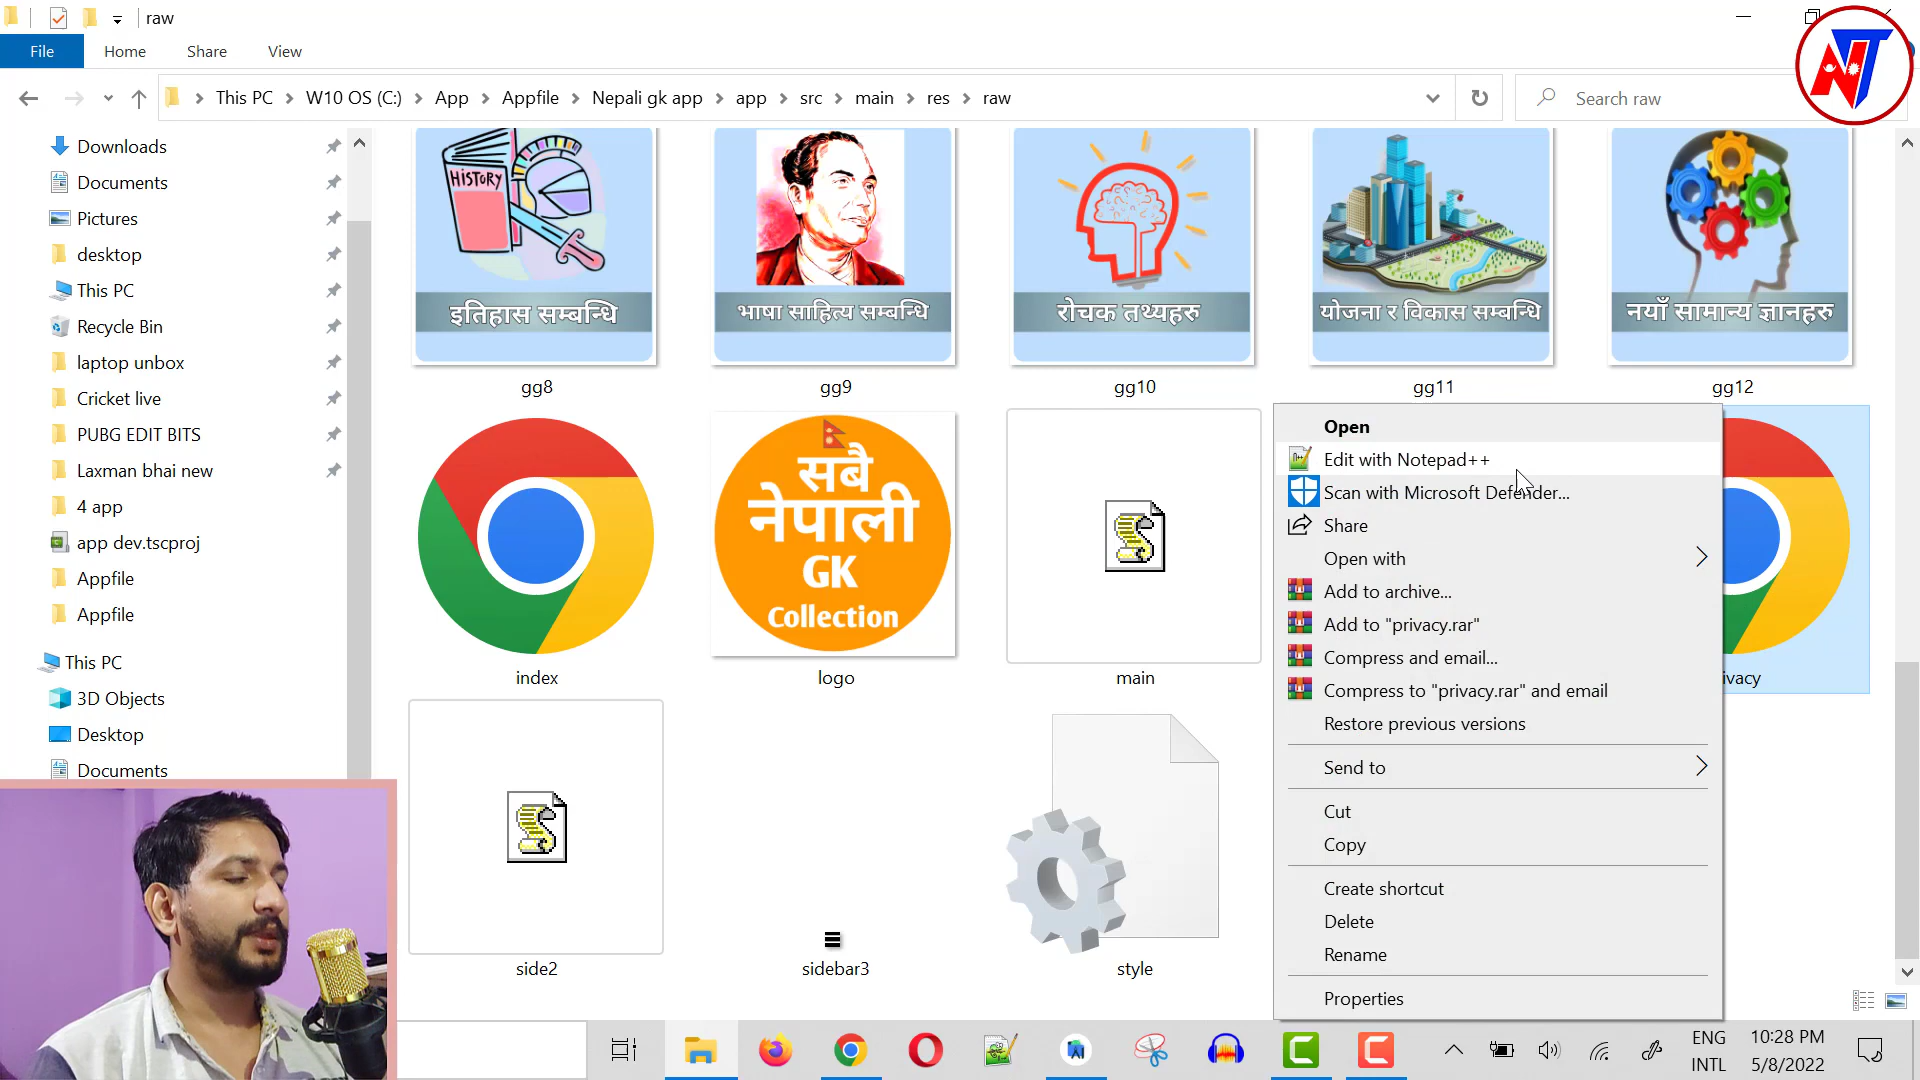 raw
File
Home
Share
View
This PC
W10 OS (C:)
App
Appfile
Nepali gk app
app
src
main
res
raw
Search raw
NT
Downloads
Documents
Pictures
desktop
This PC
Recycle Bin
laptop unbox
Cricket live
PUBG EDIT BITS
Laxman bhai new
4 app
app dev.tscproj
Appfile
Appfile
This PC
3D Objects
Desktop
Documents
HISTORY
इतिहास सम्बन्धि
भाषा साहित्य सम्बन्धि
रोचक तथ्यहरु
योजना र विकास सम्बन्धि
नयाँ सामान्य ज्ञानहरु
gg8
gg9
gg10
gg11
gg12
सबै
नेपाली
GK
Collection
index
logo
main
ivacy
side2
sidebar3
style
Open
Edit with Notepad++
Scan with Microsoft Defender...
Share
Open with
Add to archive...
Add to "privacy.rar"
Compress and email...
Compress to "privacy.rar" and email
Restore previous versions
Send to
Cut
Copy
Create shortcut
Delete
Rename
Properties
ENG
INTL
10:28 PM
5/8/2022